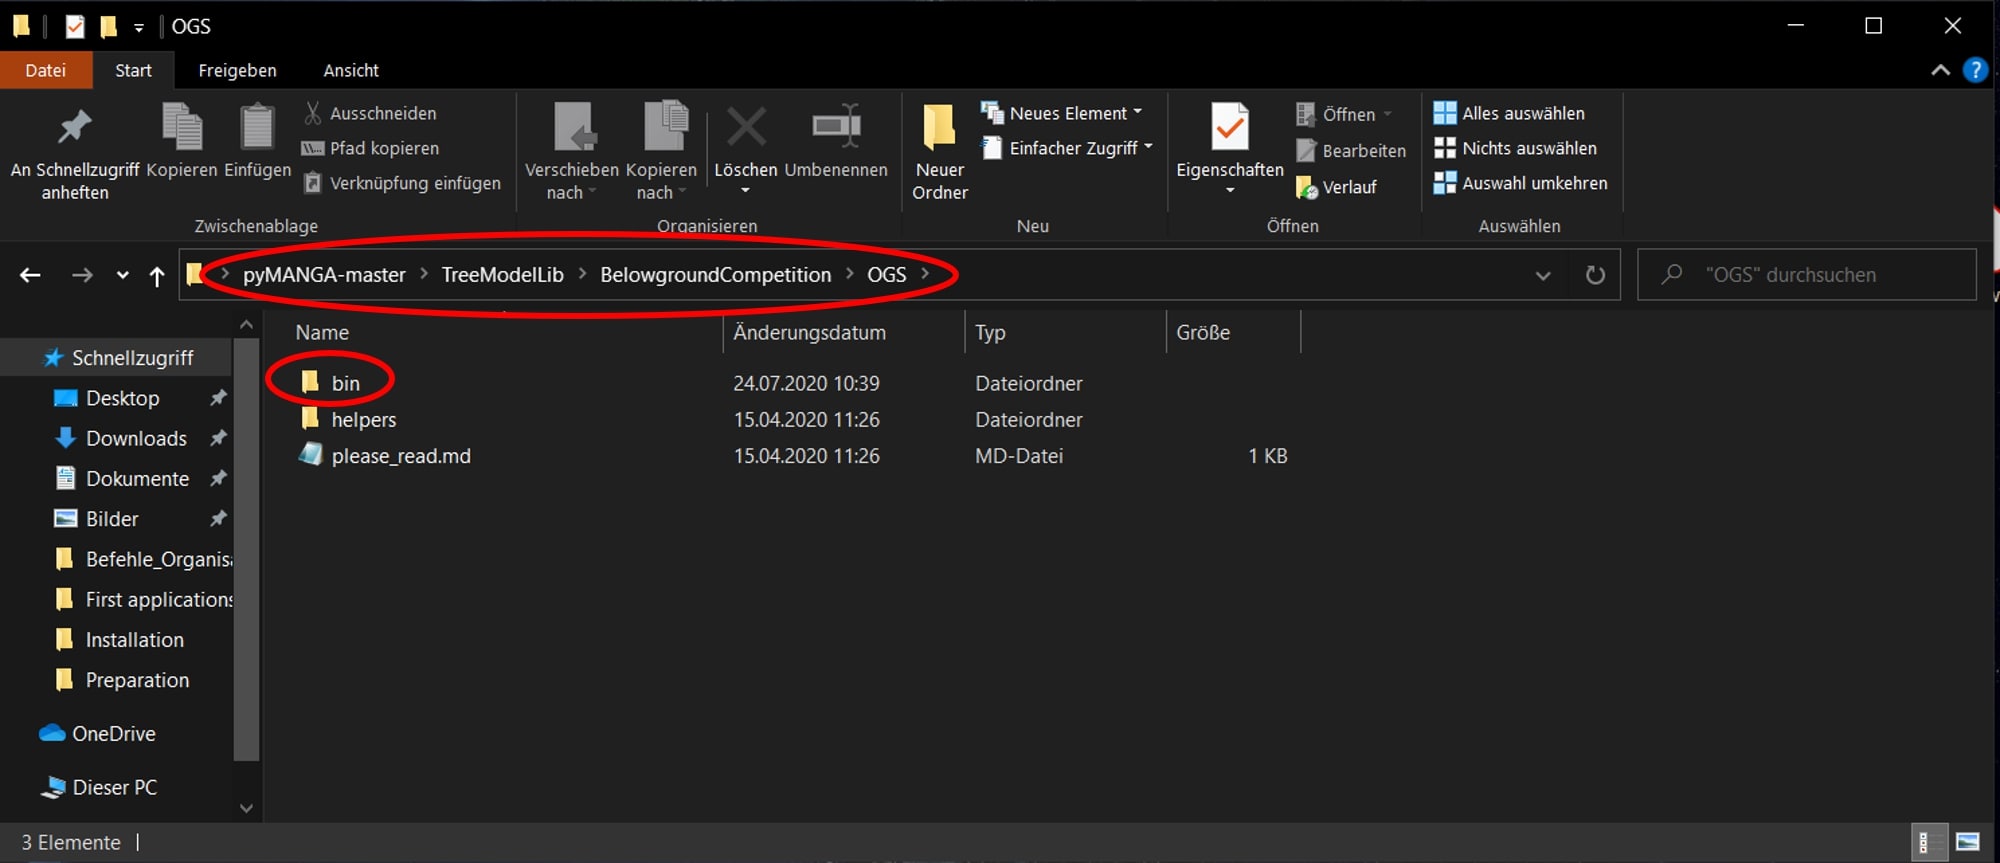 OGS
Datei Start Freigeben Ansicht
An Schnellzugriff anheften
Kopieren
Einfügen
Ausschneiden
Pfad kopieren
Verknüpfung einfügen
Zwischenablage
Verschieben nach
Kopieren nach
Löschen
Umbenennen
Organisieren
Neuer Ordner
Neues Element
Einfacher Zugriff
Neu
Eigenschaften
Öffnen
Bearbeiten
Verlauf
Öffnen
Alles auswählen
Nichts auswählen
Auswahl umkehren
Auswählen
pyMANGA-master > TreeModelLib > BelowgroundCompetition > OGS >
"OGS" durchsuchen
Schnellzugriff
Desktop
Downloads
Dokumente
Bilder
Befehle_Organis
First applications
Installation
Preparation
OneDrive
Dieser PC
Name Änderungsdatum Typ Größe
bin 24.07.2020 10:39 Dateiordner
helpers 15.04.2020 11:26 Dateiordner
please_read.md 15.04.2020 11:26 MD-Datei 1 KB
3 Elemente